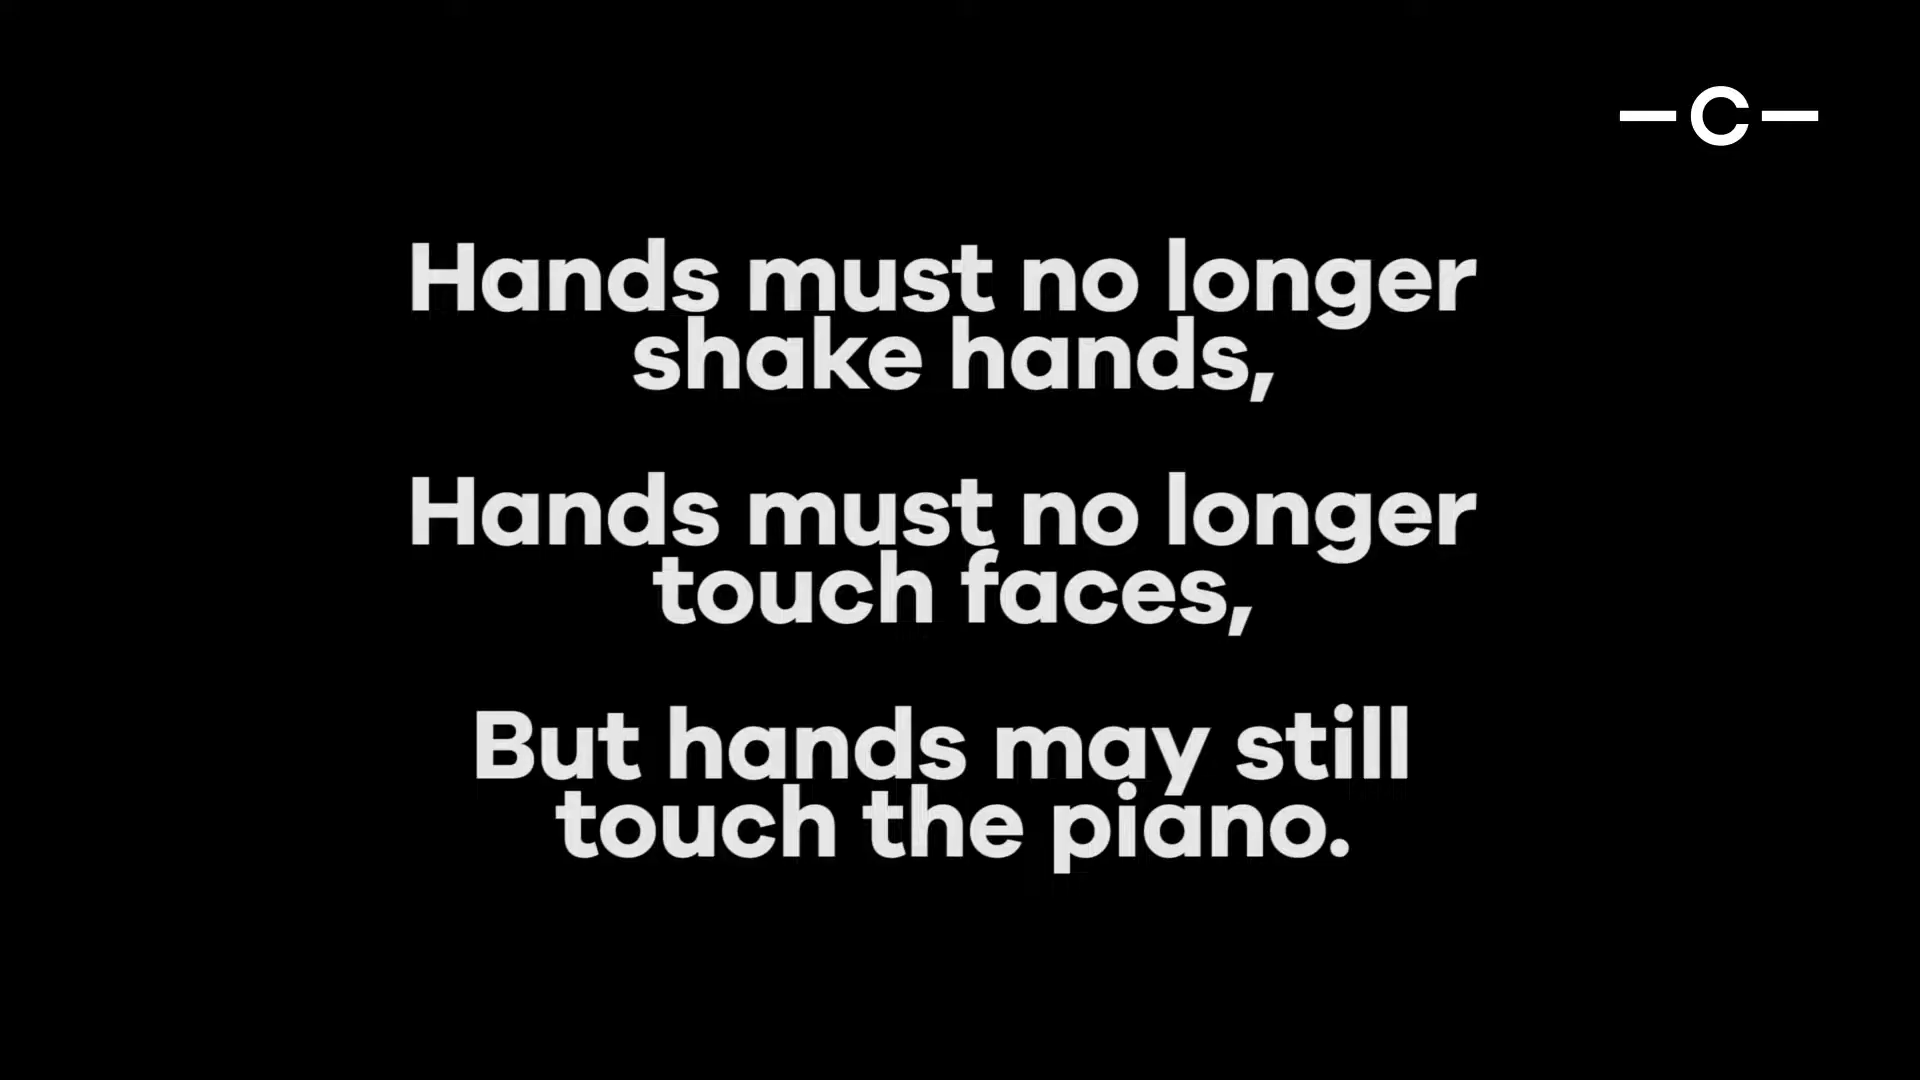 —C—
Hands must no longer
shake hands,
Hands must no longer
touch faces,
But hands may still
touch the piano.